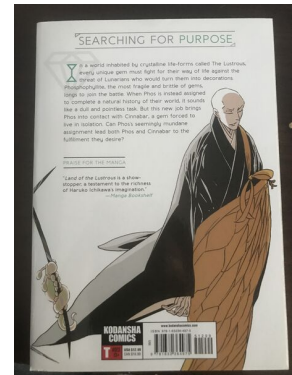 SEARCHING FOR PURPOSE
In a world inhabited by crystalline life-forms called The Lustrous,
every unique gem must fight for their way of life against the
threat of Lunarians who would turn them into decorations.
Phosphophyllite, the most fragile and brittle of gems,
longs to join the battle. When Phos is instead assigned
to complete a natural history of their world, it sounds
like a dull and pointless task. But this new job brings
Phos into contact with Cinnabar, a gem forced to
live in isolation. Can Phos's seemingly mundane
assignment lead both Phos and Cinnabar to the
fulfillment they desire?
PRAISE FOR THE MANGA
"Land of the Lustrous is a show-
stopper, a testament to the richness
of Haruko Ichikawa's imagination."
—Manga Bookshelf
KODANSHA
COMICS
T
www.kodanshacomics.com